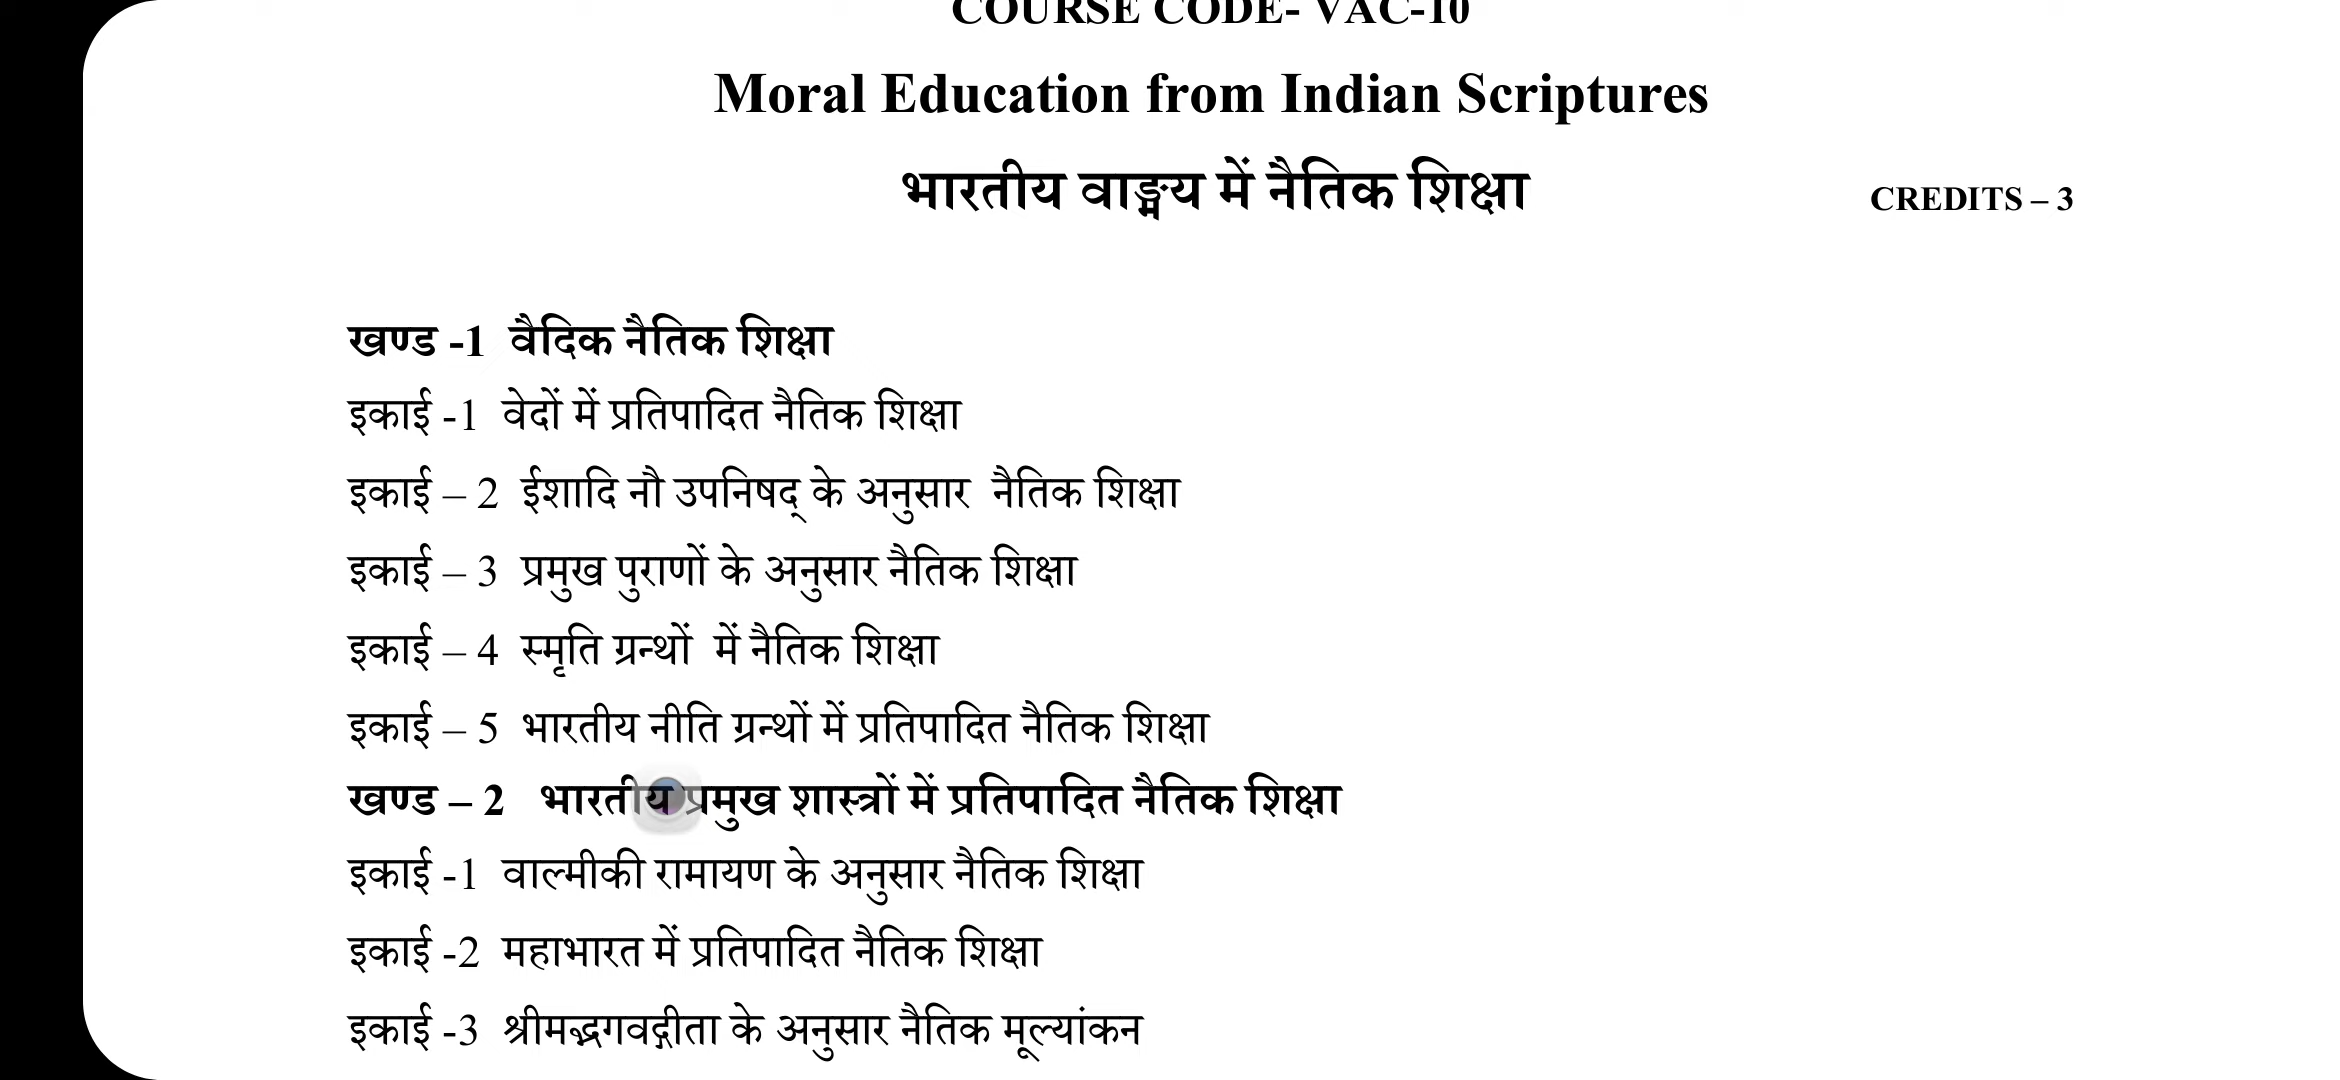 COURSE CODE- VAC-10
Moral Education from Indian Scriptures
भारतीय वाङ्मय में नैतिक शिक्षा CREDITS – 3
खण्ड -1 वैदिक नैतिक शिक्षा
इकाई -1 वेदों में प्रतिपादित नैतिक शिक्षा
इकाई – 2 ईशादि नौ उपनिषद् के अनुसार नैतिक शिक्षा
इकाई – 3 प्रमुख पुराणों के अनुसार नैतिक शिक्षा
इकाई – 4 स्मृति ग्रन्थों में नैतिक शिक्षा
इकाई – 5 भारतीय नीति ग्रन्थों में प्रतिपादित नैतिक शिक्षा
खण्ड – 2 भारतीय प्रमुख शास्त्रों में प्रतिपादित नैतिक शिक्षा
इकाई -1 वाल्मीकी रामायण के अनुसार नैतिक शिक्षा
इकाई -2 महाभारत में प्रतिपादित नैतिक शिक्षा
इकाई -3 श्रीमद्भगवद्गीता के अनुसार नैतिक मूल्यांकन